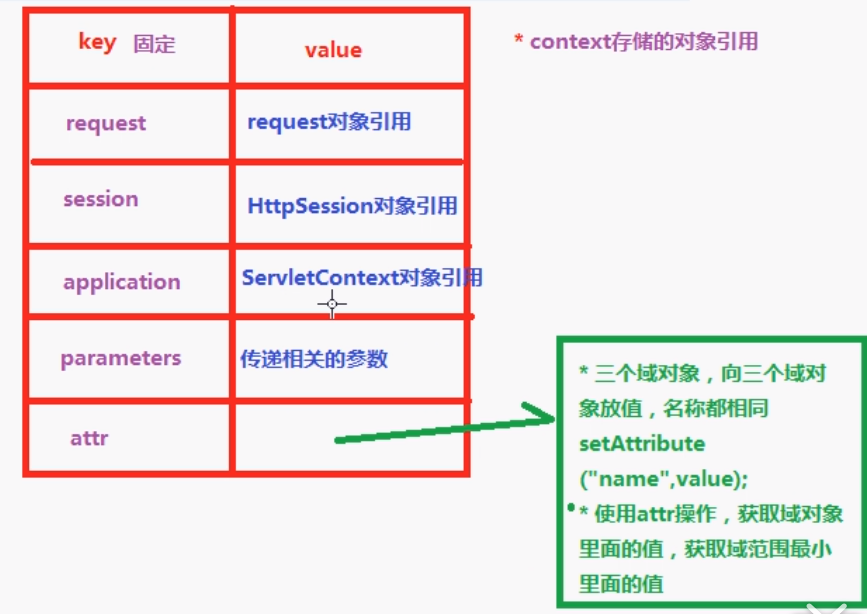 key 固定 value
* context存储的对象引用
request request对象引用
session HttpSession对象引用
application ServletContext对象引用
parameters 传递相关的参数
attr
* 三个域对象，向三个域对
象放值，名称都相同
setAttribute
("name",value);
* 使用attr操作，获取域对象
里面的值，获取域范围最小
里面的值